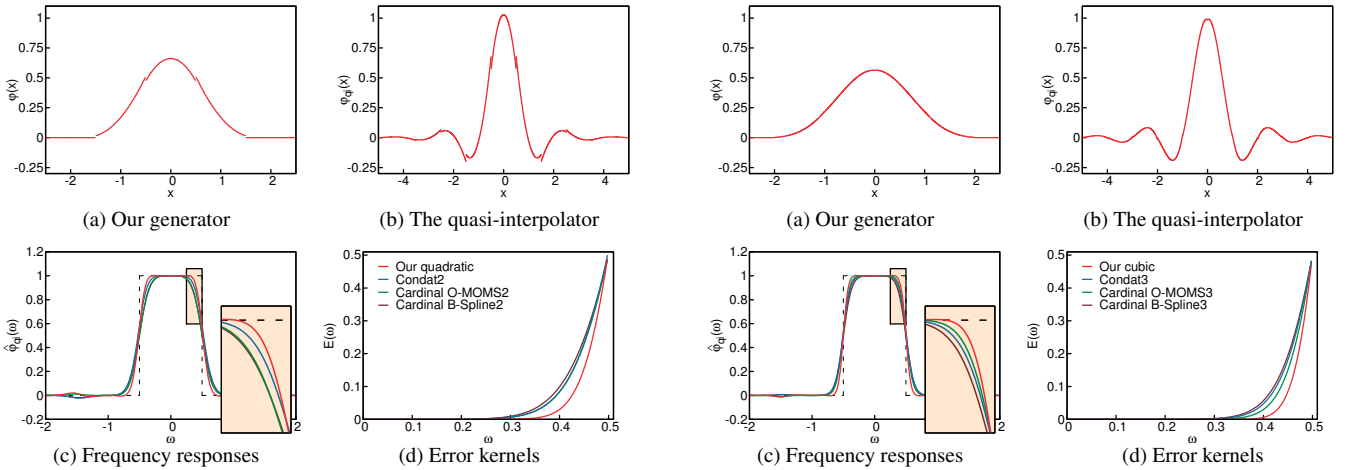 1
0.75
0.5
0.25
0
-0.25
φ(x)
-2 -1 0 1 2
x
(a) Our generator
1
0.75
0.5
0.25
0
-0.25
φqi(x)
-4 -2 0 2 4
x
(b) The quasi-interpolator
1.2
1
0.8
0.6
0.4
0.2
0
-0.2
φ̂qi(ω)
-2 -1 0 2
ω
(c) Frequency responses
0.5
0.4
0.3
0.2
0.1
0
E(ω)
Our quadratic
Condat2
Cardinal O-MOMS2
Cardinal B-Spline2
0 0.1 0.2 0.3 0.4 0.5
ω
(d) Error kernels
1
0.75
0.5
0.25
0
-0.25
φ(x)
-2 -1 0 1 2
x
(a) Our generator
1
0.75
0.5
0.25
0
-0.25
φqi(x)
-4 -2 0 2 4
x
(b) The quasi-interpolator
1.2
1
0.8
0.6
0.4
0.2
0
-0.2
φ̂qi(ω)
-2 -1 0 2
ω
(c) Frequency responses
0.5
0.4
0.3
0.2
0.1
0
E(ω)
Our cubic
Condat3
Cardinal O-MOMS3
Cardinal B-Spline3
0 0.1 0.2 0.3 0.4 0.5
ω
(d) Error kernels